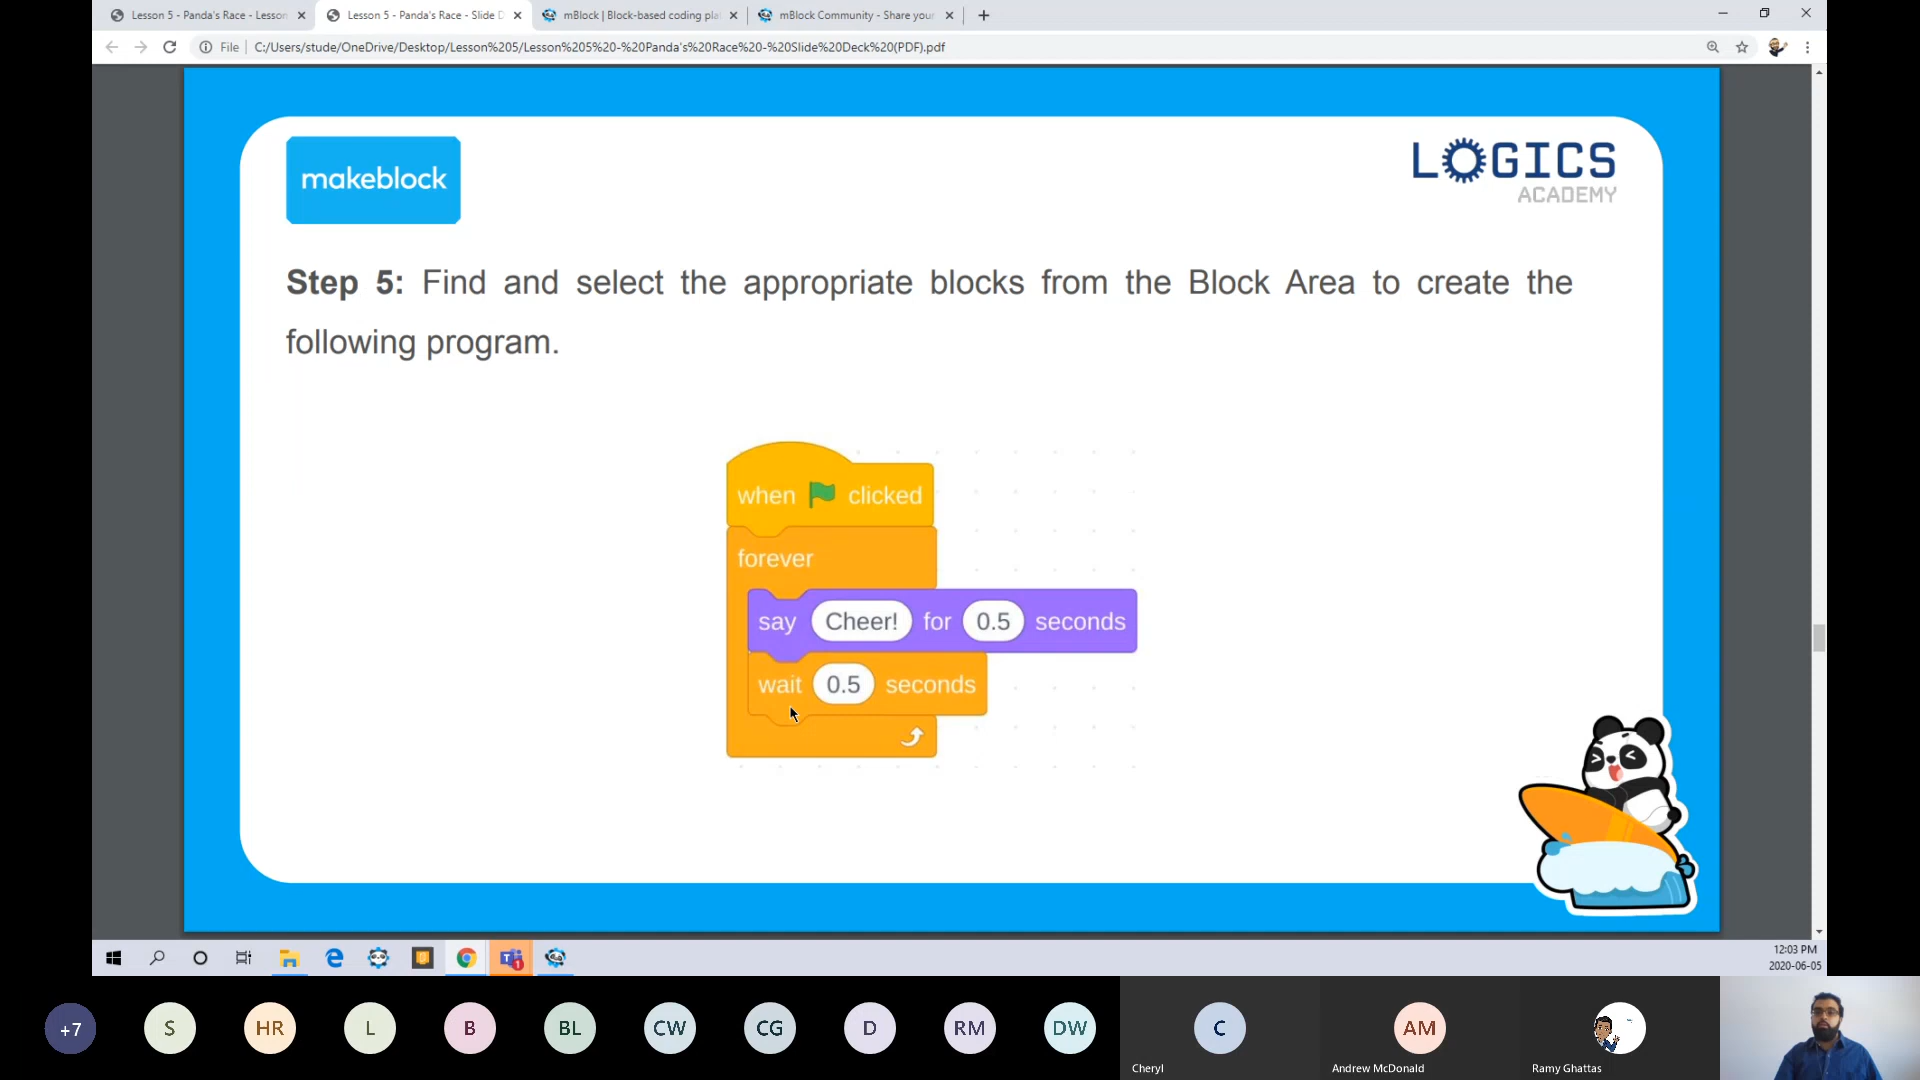 Lesson 5 - Panda's Race - Lesson
Lesson 5 - Panda's Race - Slide D
mBlock | Block-based coding pla
mBlock Community - Share your
File
C:/Users/stude/OneDrive/Desktop/Lesson%205/Lesson%205%20-%20Panda's%20Race%20-%20Slide%20Deck%20(PDF).pdf
makeblock
LOGICS
ACADEMY
Step 5: Find and select the appropriate blocks from the Block Area to create the
following program.
when clicked
forever
say Cheer! for 0.5 seconds
wait 0.5 seconds
12:03 PM
2020-06-05
+7
S
HR
L
B
BL
CW
CG
D
RM
DW
C
AM
Cheryl
Andrew McDonald
Ramy Ghattas